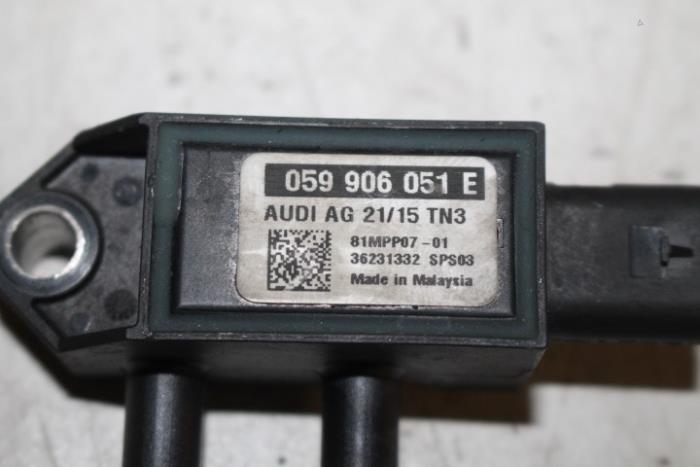 059 906 051 E
AUDI AG 21/15 TN3
81MPP07-01
36231332 SPS03
Made in Malaysia